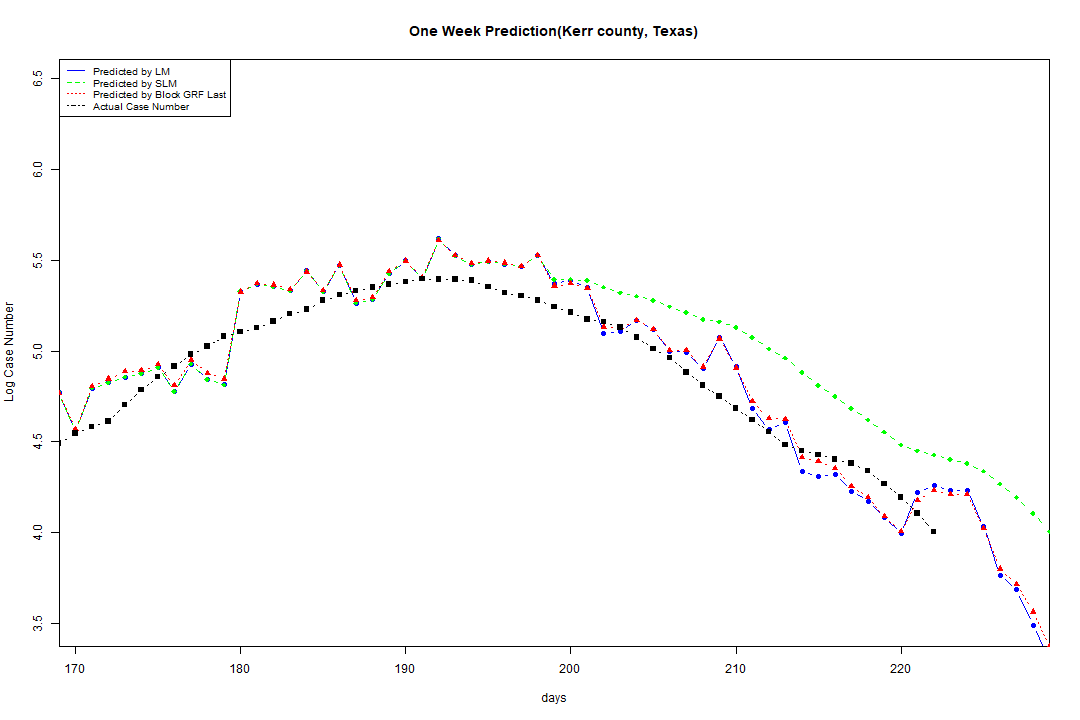 One Week Prediction(Kerr county, Texas)
Predicted by LM
Predicted by SLM
Predicted by Block GRF Last
Actual Case Number
6.5
6.0
5.5
5.0
4.5
4.0
3.5
Log Case Number
170 180 190 200 210 220
days